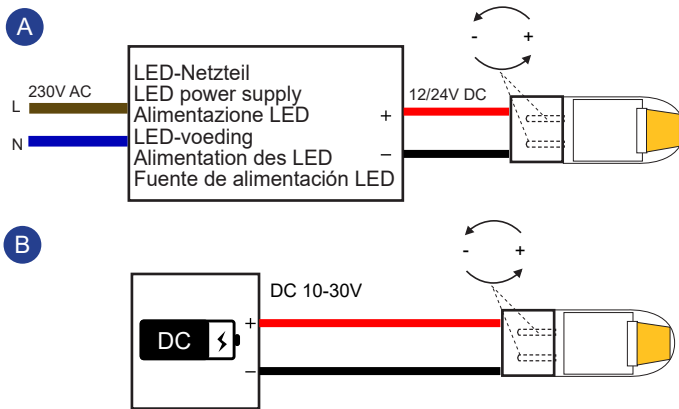 A
- +
230V AC
L
N
LED-Netzteil
LED power supply
Alimentazione LED
LED-voeding
Alimentation des LED
Fuente de alimentación LED
+
−
12/24V DC
B
- +
DC 10-30V
DC
+
−